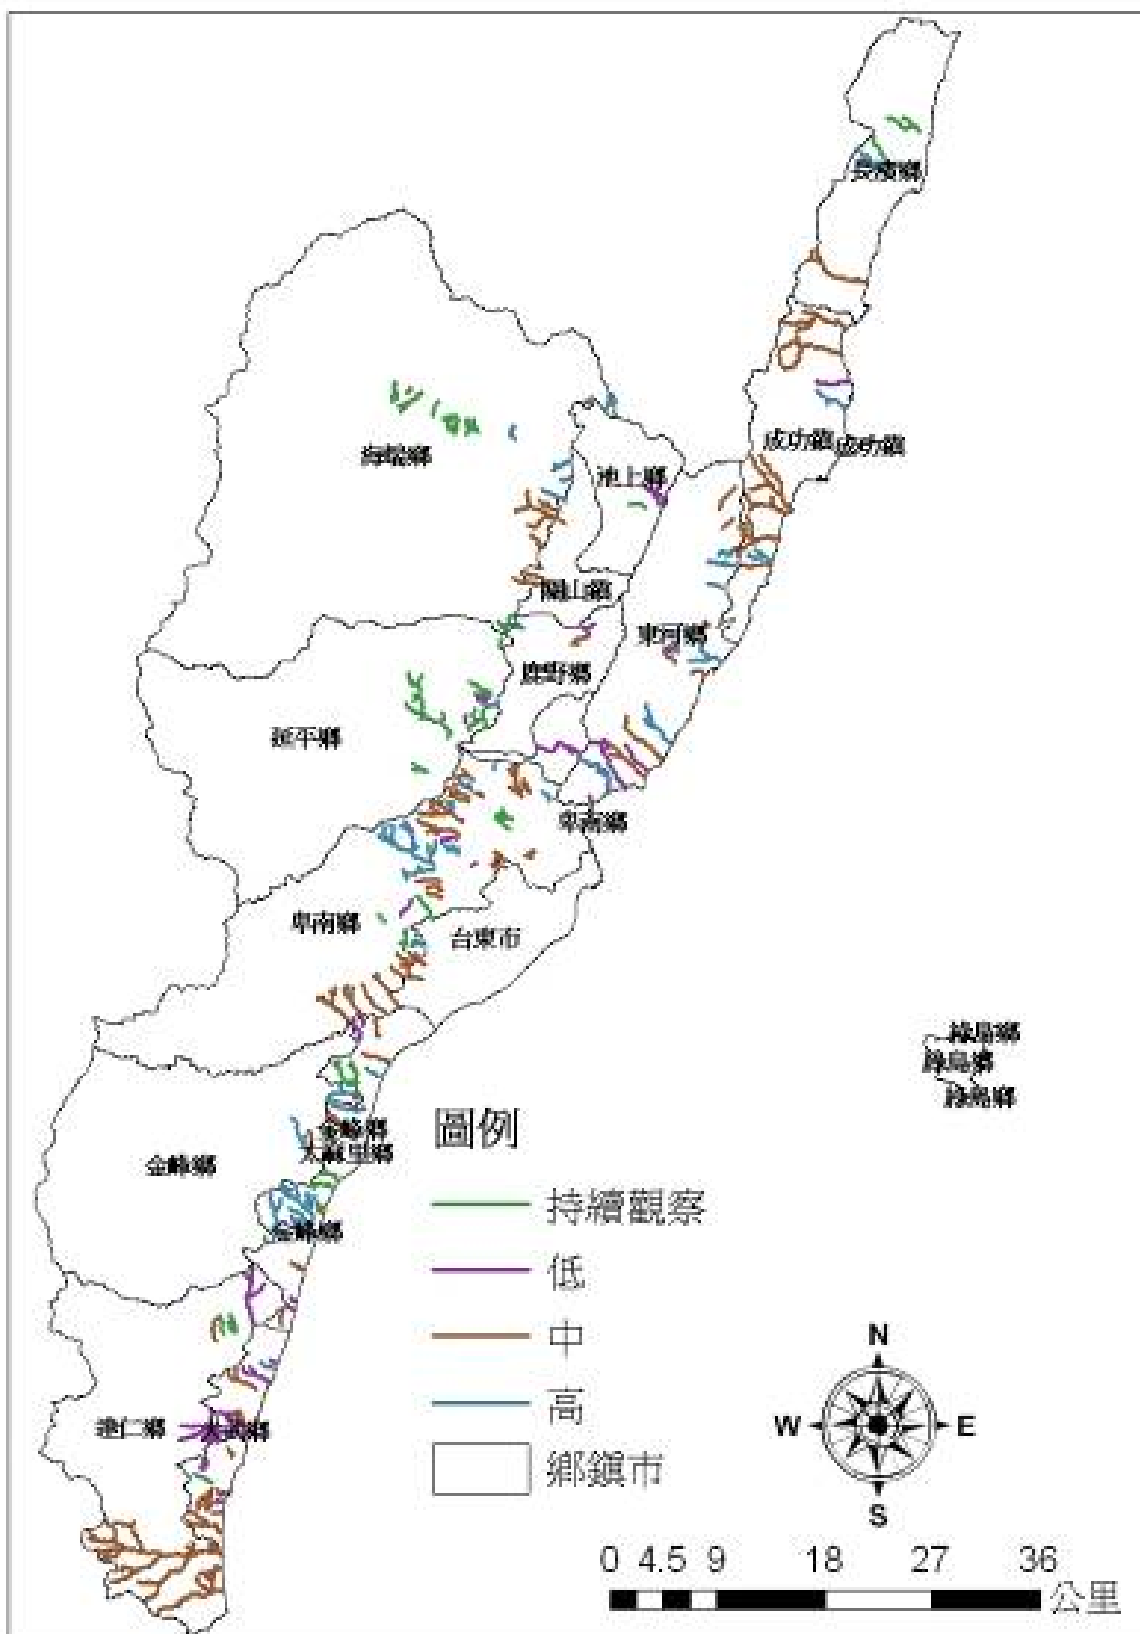 長濱鄉
成功鎮 成功鎮
海端鄉
池上鄉
關山鎮
東河鄉
鹿野鄉
延平鄉
卑南鄉
卑南鄉
台東市
綠島鄉
綠島鄉
綠島鄉
金峰鄉
太麻里鄉
金峰鄉
金峰鄉
達仁鄉 大武鄉
圖例
持續觀察
低
中
高
鄉鎮市
N
W E
S
0 4.5 9 18 27 36
公里